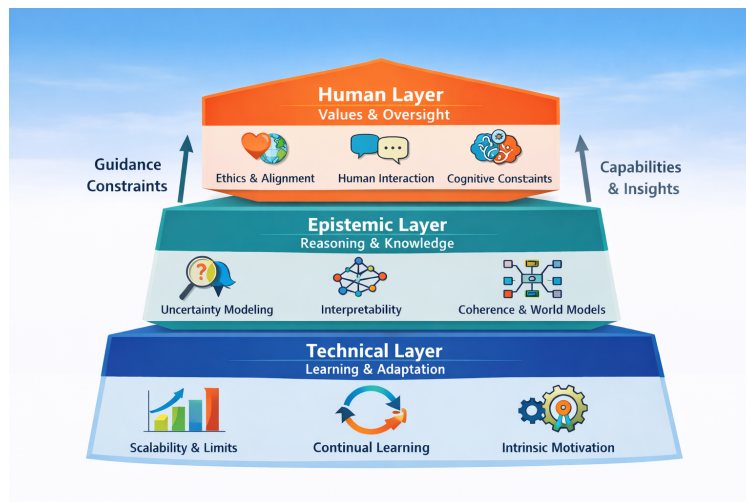 Human Layer
Values & Oversight
Guidance
Constraints
Capabilities
& Insights
Ethics & Alignment
Human Interaction
Cognitive Constraints
Epistemic Layer
Reasoning & Knowledge
?
Uncertainty Modeling
Interpretability
Coherence & World Models
Technical Layer
Learning & Adaptation
Scalability & Limits
Continual Learning
Intrinsic Motivation